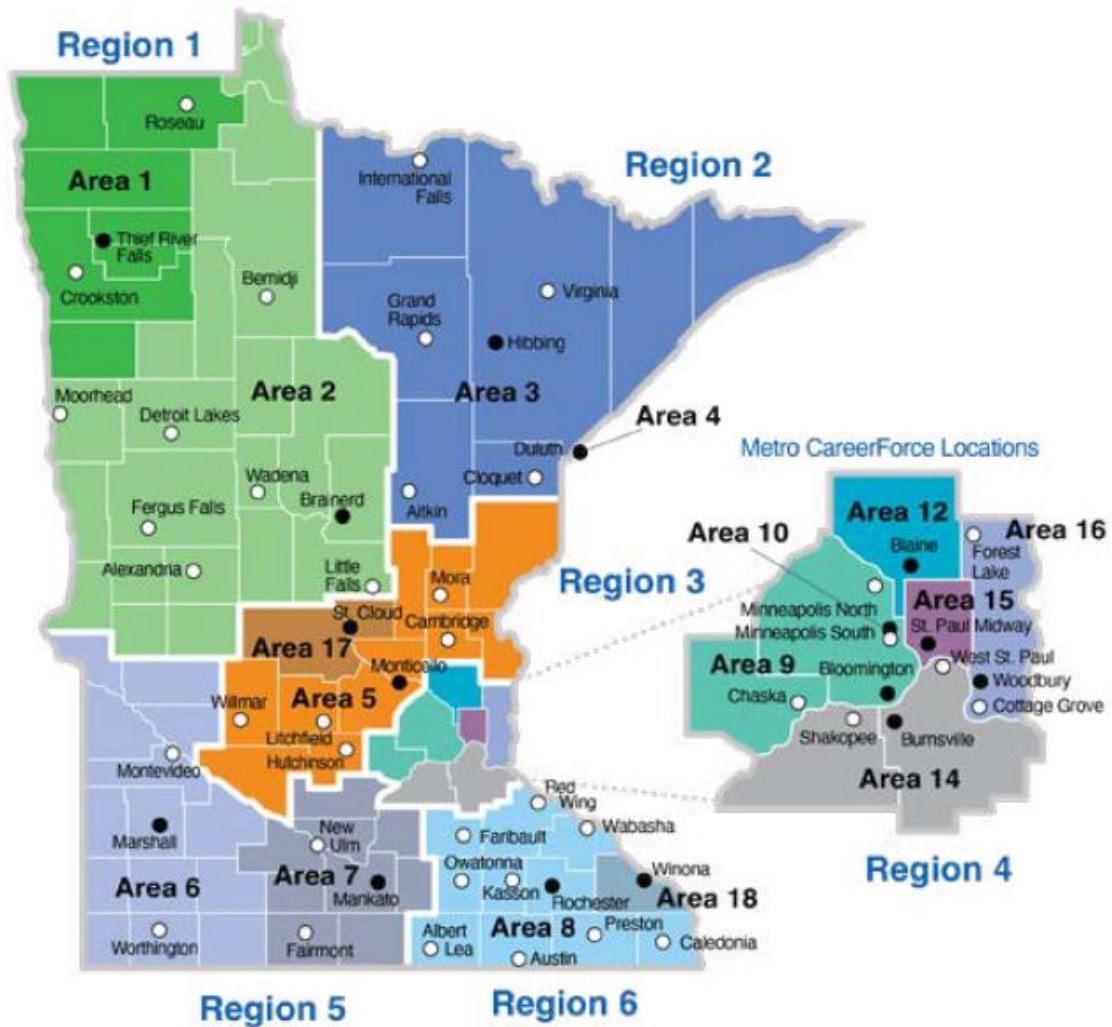 Region 1
Roseau
Area 1
International
Falls
Region 2
Thief River
Falls
Crookston
Bemidji
Virginia
Grand
Rapids
Hibbing
Area 2
Area 3
Moorhead
Detroit Lakes
Area 4
Duluth
Cloquet
Wadena
Brainerd
Aitkin
Fergus Falls
Alexandria
Little
Falls
Mora
Region 3
St. Cloud
Cambridge
Area 17
Monticello
Area 5
Willmar
Litchfield
Hutchinson
Metro CareerForce Locations
Area 12
Area 16
Area 10
Blaine
Forest
Lake
Minneapolis North
Area 15
Minneapolis South
St. Paul Midway
Area 9
Bloomington
West St. Paul
Chaska
Woodbury
Cottage Grove
Shakopee
Burnsville
Area 14
Region 4
Montevideo
Marshall
New
Ulm
Area 6
Area 7
Mankato
Worthington
Fairmont
Red
Wing
Wabasha
Faribault
Owatonna
Kasson
Rochester
Winona
Area 18
Albert
Lea
Area 8
Preston
Caledonia
Austin
Region 5
Region 6